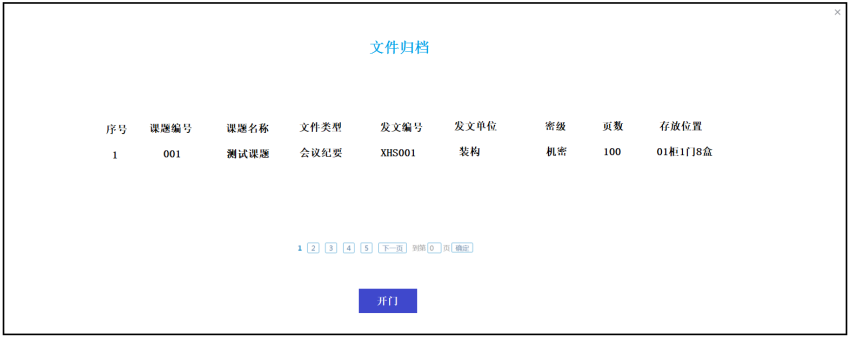 ×
文件归档
序号 课题编号 课题名称 文件类型 发文编号 发文单位 密级 页数 存放位置
1 001 测试课题 会议纪要 XHS001 装构 机密 100 01柜1门8盒
1 2 3 4 5 下一页 到第 0 页 确定
开门